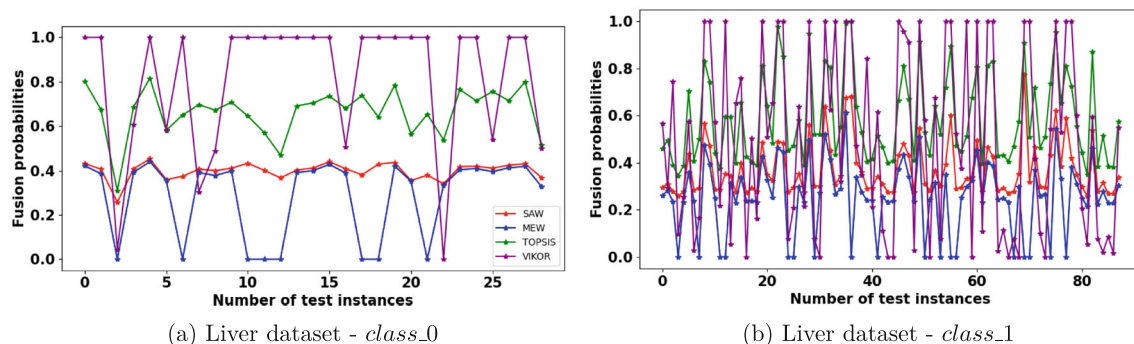 (a)
(b)
1.0
0.8
0.6
0.4
0.2
0.0
Fusion probabilities
SAW
MEW
TOPSIS
VIKOR
0 5 10 15 20 25
Number of test instances
1.0
0.8
0.6
0.4
0.2
0.0
Fusion probabilities
0 20 40 60 80
Number of test instances
(a) Liver dataset - class_0
(b) Liver dataset - class_1